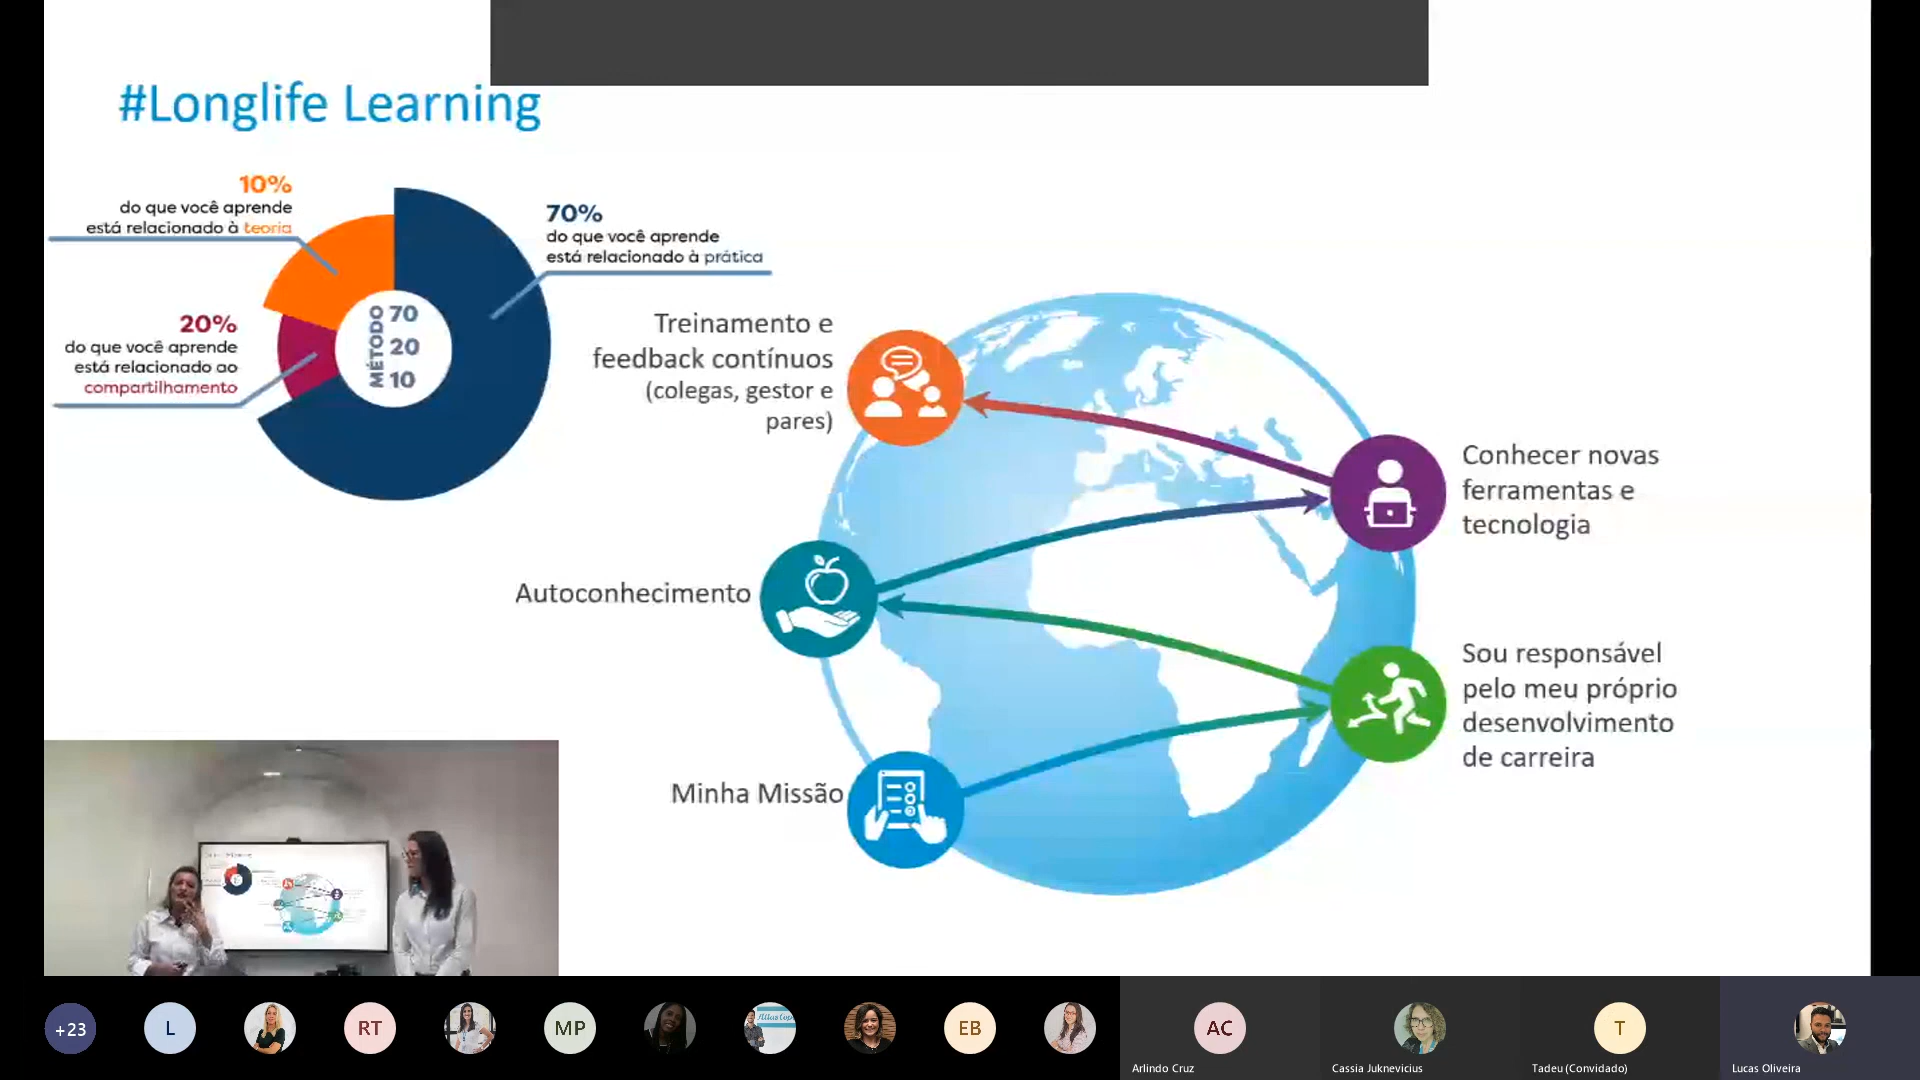 #Longlife Learning
10%
do que você aprende
está relacionado à teoria
70%
do que você aprende
está relacionado à prática
20%
do que você aprende
está relacionado ao
compartilhamento
MÉTODO
70
20
10
Treinamento e
feedback contínuos
(colegas, gestor e
pares)
Conhecer novas
ferramentas e
tecnologia
Autoconhecimento
Sou responsável
pelo meu próprio
desenvolvimento
de carreira
Minha Missão
+23
L
RT
MP
EB
AC
T
Arlindo Cruz
Cassia Juknevicius
Tadeu (Convidado)
Lucas Oliveira